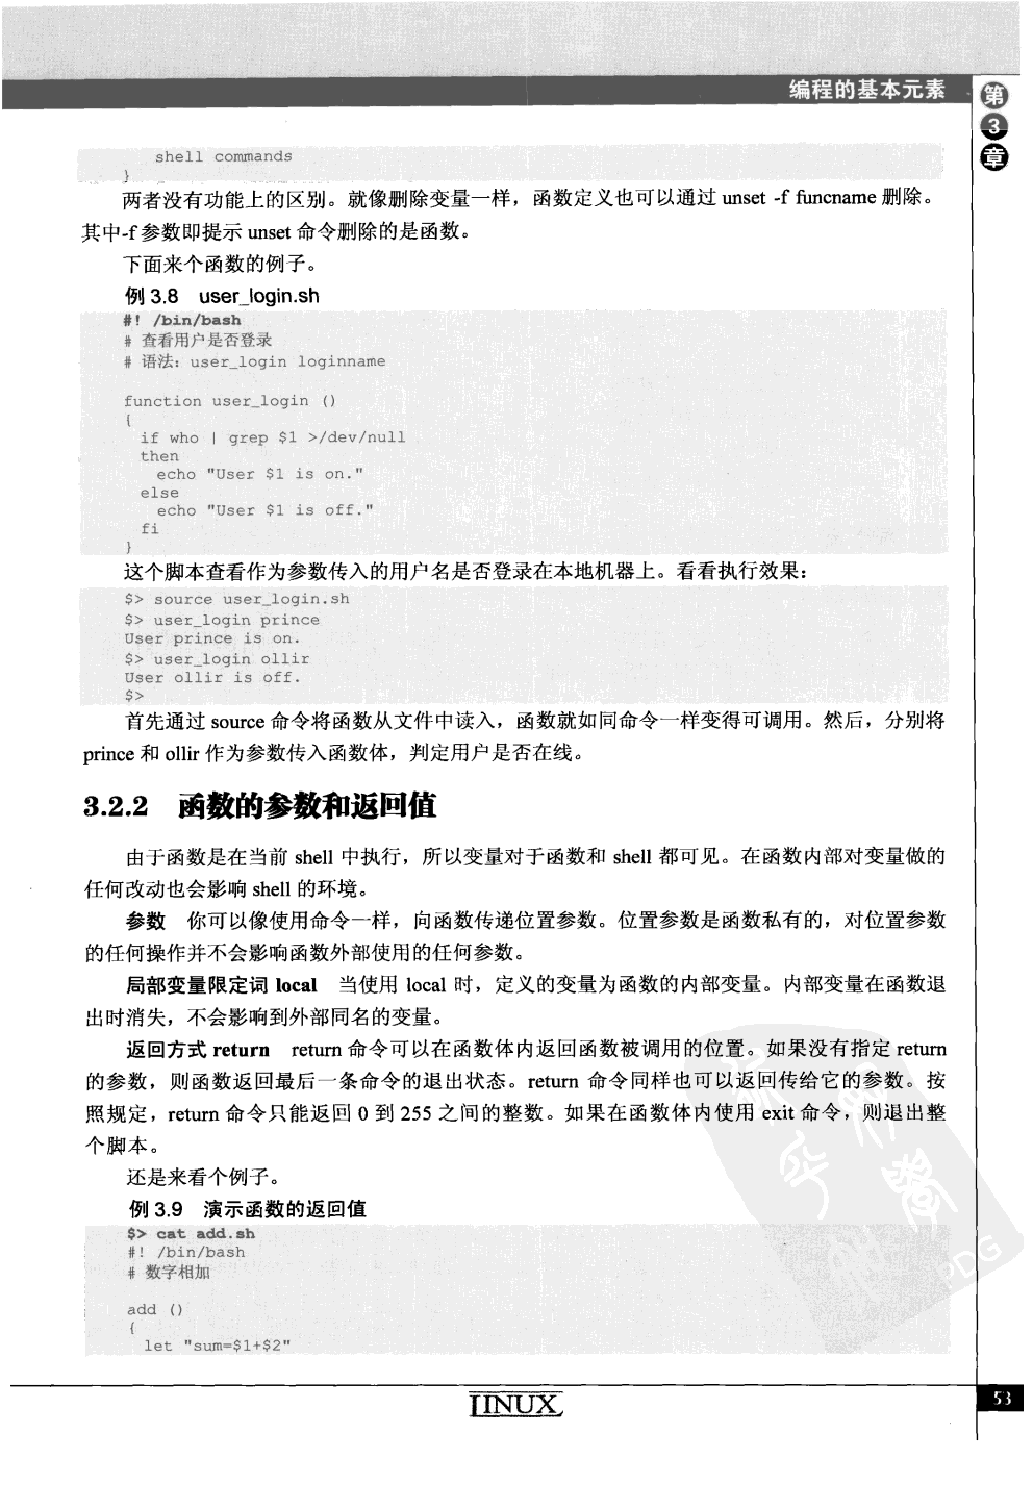 编程的基本元素
第
3
章
shell commands
}
两者没有功能上的区别。就像删除变量一样，函数定义也可以通过 unset -f funcname 删除。
其中-f 参数即提示 unset 命令删除的是函数。
下面来个函数的例子。
例 3.8 user_login.sh
#! /bin/bash
# 查看用户是否登录
# 语法：user_login loginname
function user_login ()
{
if who | grep $1 >/dev/null
then
echo "User $1 is on."
else
echo "User $1 is off."
fi
}
这个脚本查看作为参数传入的用户名是否登录在本地机器上。看看执行效果：
$> source user_login.sh
$> user_login prince
User prince is on.
$> user_login ollir
User ollir is off.
$>
首先通过 source 命令将函数从文件中读入，函数就如同命令一样变得可调用。然后，分别将
prince 和 ollir 作为参数传入函数体，判定用户是否在线。
3.2.2 函数的参数和返回值
由于函数是在当前 shell 中执行，所以变量对于函数和 shell 都可见。在函数内部对变量做的
任何改动也会影响 shell 的环境。
参数 你可以像使用命令一样，向函数传递位置参数。位置参数是函数私有的，对位置参数
的任何操作并不会影响函数外部使用的任何参数。
局部变量限定词 local 当使用 local 时，定义的变量为函数的内部变量。内部变量在函数退
出时消失，不会影响到外部同名的变量。
返回方式 return return 命令可以在函数体内返回函数被调用的位置。如果没有指定 return
的参数，则函数返回最后一条命令的退出状态。return 命令同样也可以返回传给它的参数。按
照规定，return 命令只能返回 0 到 255 之间的整数。如果在函数体内使用 exit 命令，则退出整
个脚本。
还是来看个例子。
例 3.9 演示函数的返回值
$> cat add.sh
#! /bin/bash
# 数字相加
add ()
{
let "sum=$1+$2"
PDG
LINUX
53